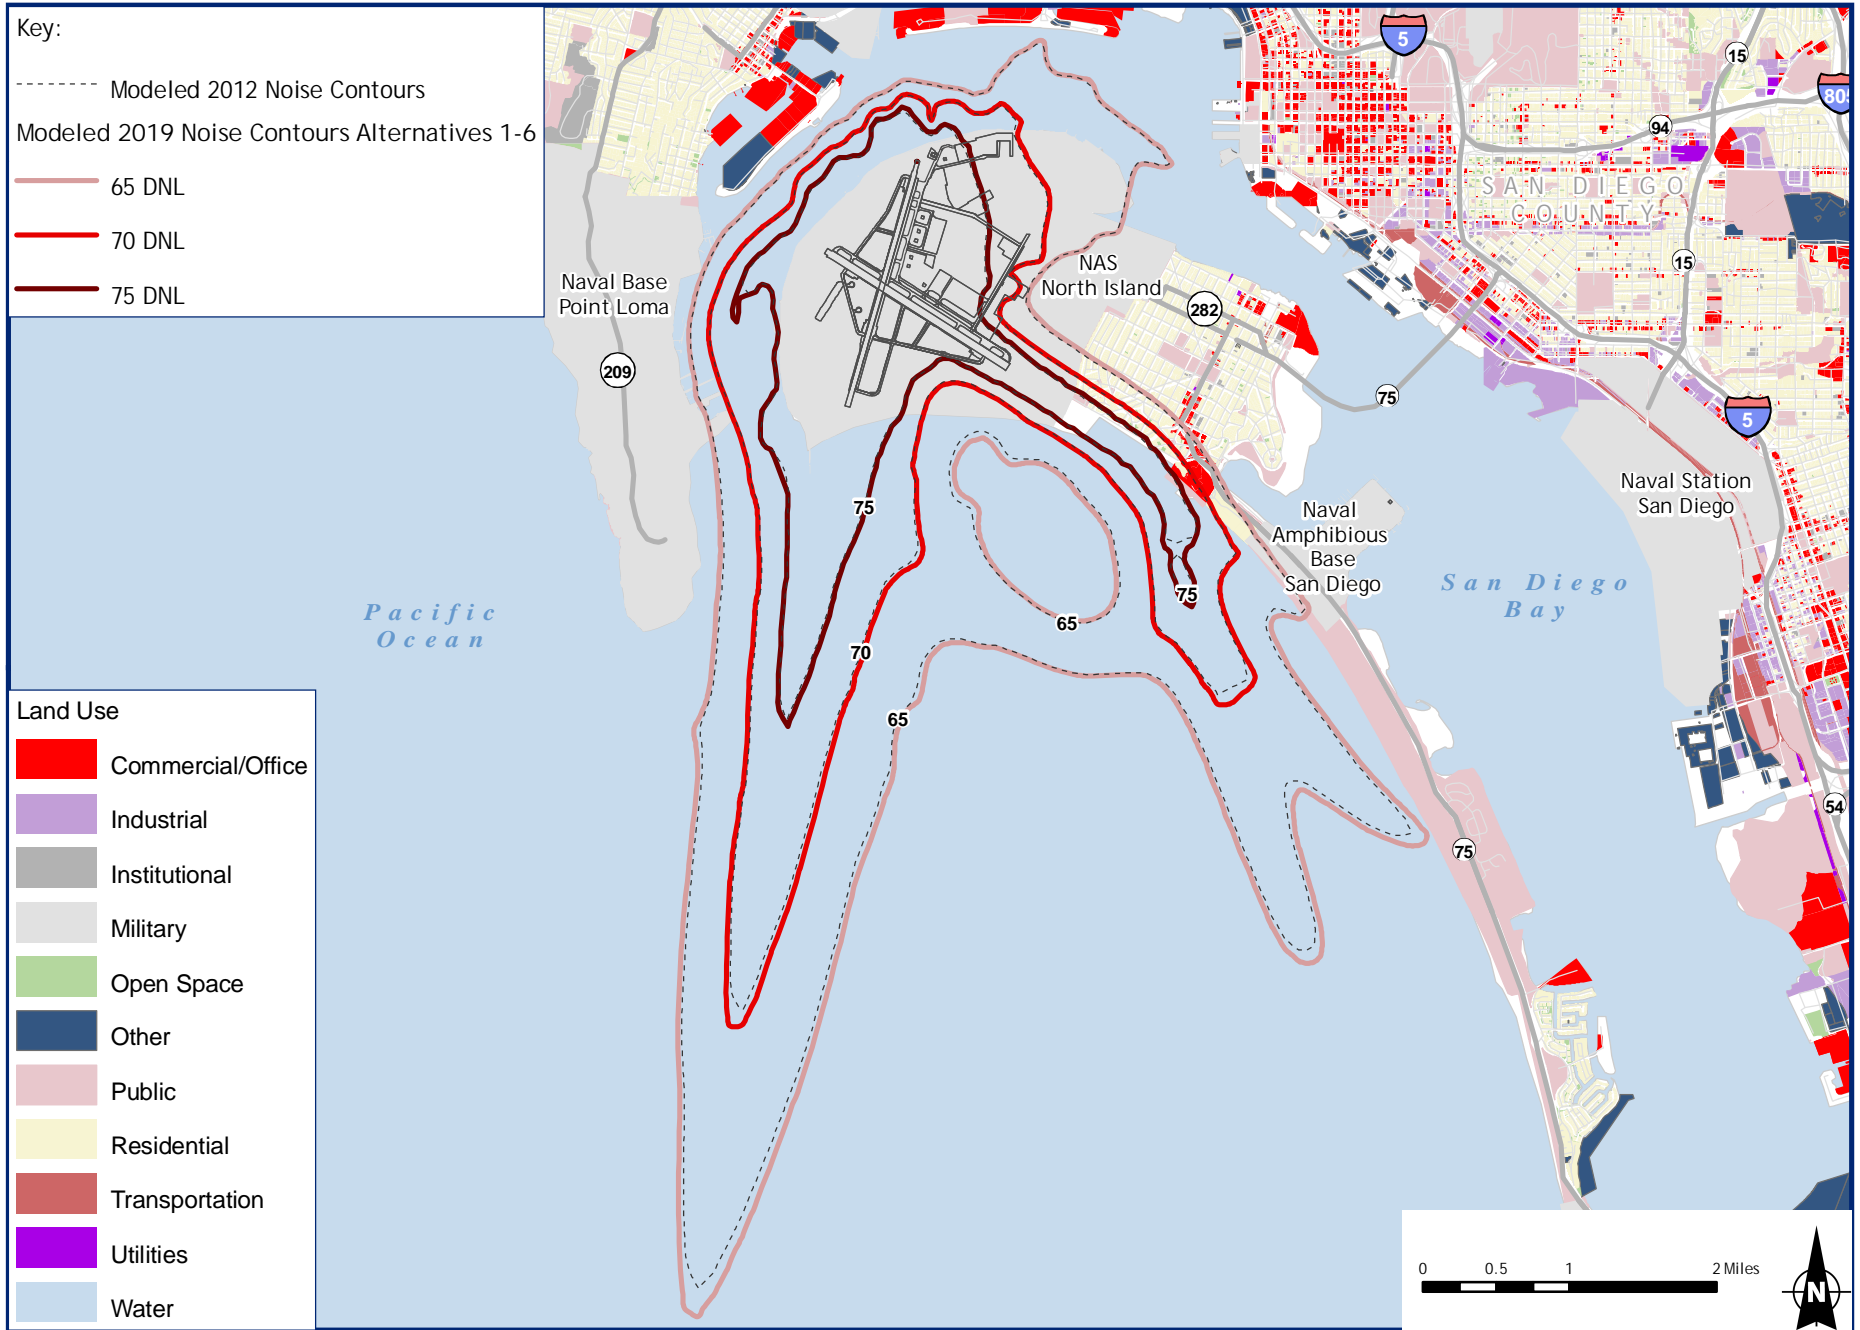 Key:
Modeled 2012 Noise Contours
Modeled 2019 Noise Contours Alternatives 1-6
65 DNL
70 DNL
75 DNL
5
15
805
94
SAN DIEGO
COUNTY
15
Naval Base
Point Loma
NAS
North Island
282
209
75
5
Naval Station
San Diego
75
Naval
Amphibious
Base
San Diego
75
65
San Diego
Bay
Pacific
Ocean
70
65
54
75
Land Use
Commercial/Office
Industrial
Institutional
Military
Open Space
Other
Public
Residential
Transportation
Utilities
Water
0 0.5 1 2 Miles
N